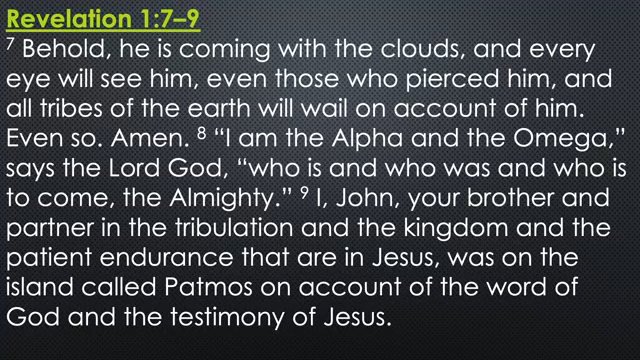 Revelation 1:7–9
⁷ Behold, he is coming with the clouds, and every
eye will see him, even those who pierced him, and
all tribes of the earth will wail on account of him.
Even so. Amen. ⁸ “I am the Alpha and the Omega,”
says the Lord God, “who is and who was and who is
to come, the Almighty.” ⁹ I, John, your brother and
partner in the tribulation and the kingdom and the
patient endurance that are in Jesus, was on the
island called Patmos on account of the word of
God and the testimony of Jesus.